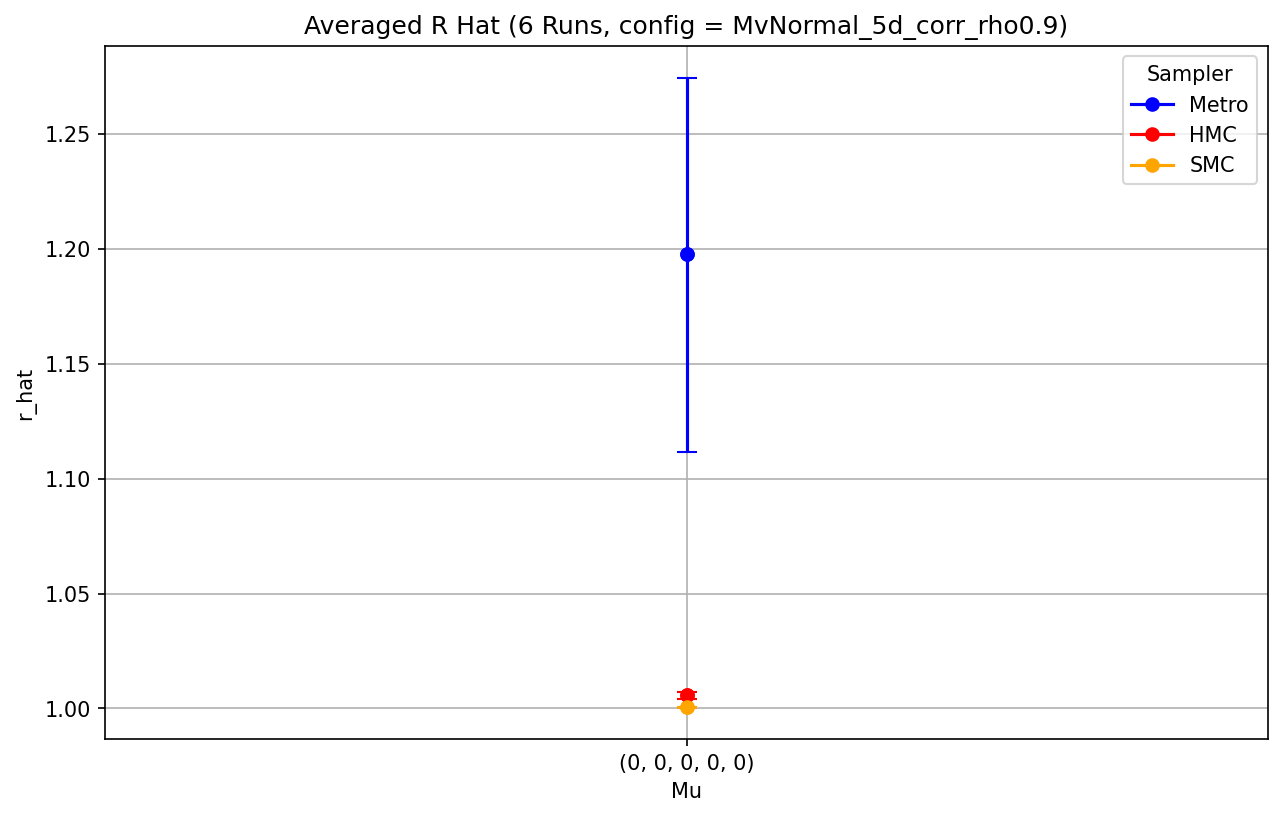 Averaged R Hat (6 Runs, config = MvNormal_5d_corr_rho0.9)
Sampler
Metro
HMC
SMC
r_hat
1.25
1.20
1.15
1.10
1.05
1.00
(0, 0, 0, 0, 0)
Mu